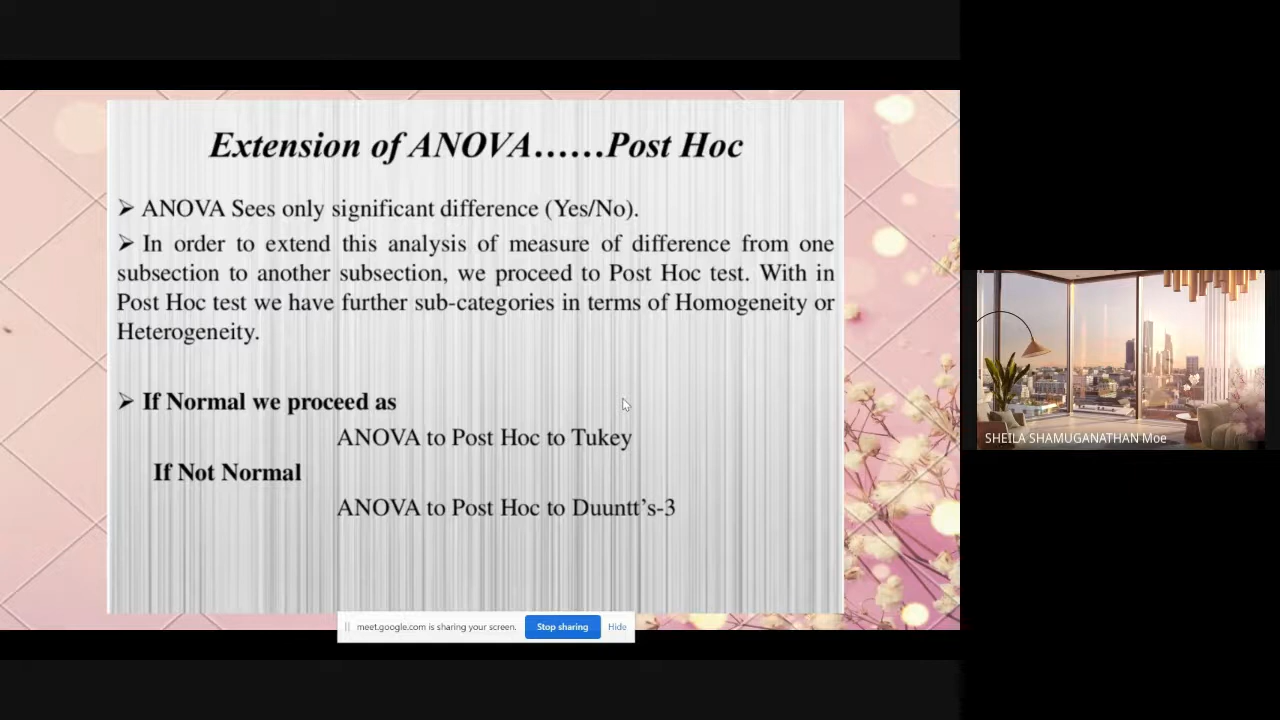 Extension of ANOVA……Post Hoc
➢ ANOVA Sees only significant difference (Yes/No).
➢ In order to extend this analysis of measure of difference from one
subsection to another subsection, we proceed to Post Hoc test. With in
Post Hoc test we have further sub-categories in terms of Homogeneity or
Heterogeneity.
➢ If Normal we proceed as
ANOVA to Post Hoc to Tukey
If Not Normal
ANOVA to Post Hoc to Duuntt’s-3
meet.google.com is sharing your screen. Stop sharing Hide
SHEILA SHAMUGANATHAN Moe